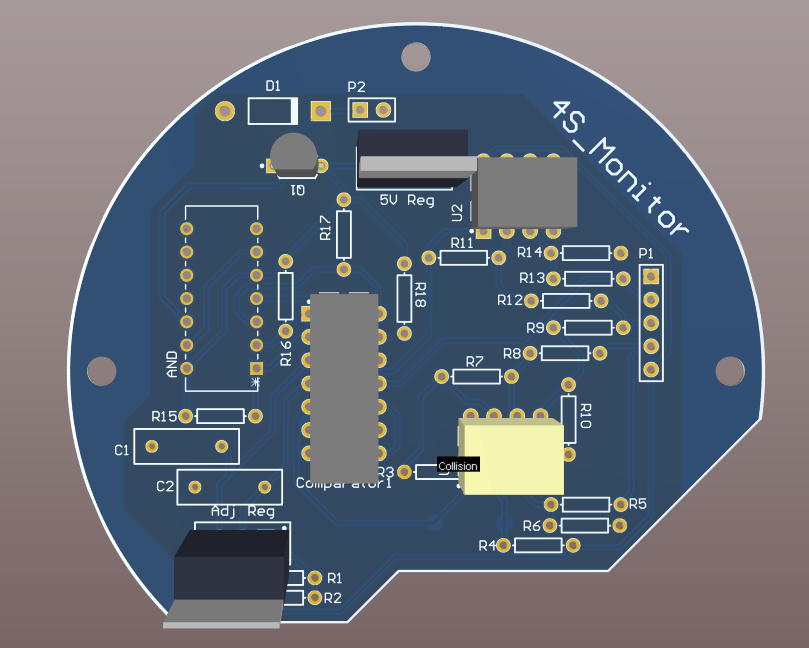 D1
P2
4S_Monitor
Q1
5V Reg
U2
R17
R11
R14
P1
R13
R18
R12
R16
R9
R8
AND
*
R7
R15
R10
C1
Collision
R3
C2
Comparator1
Adj Reg
R5
R6
R4
R1
R2